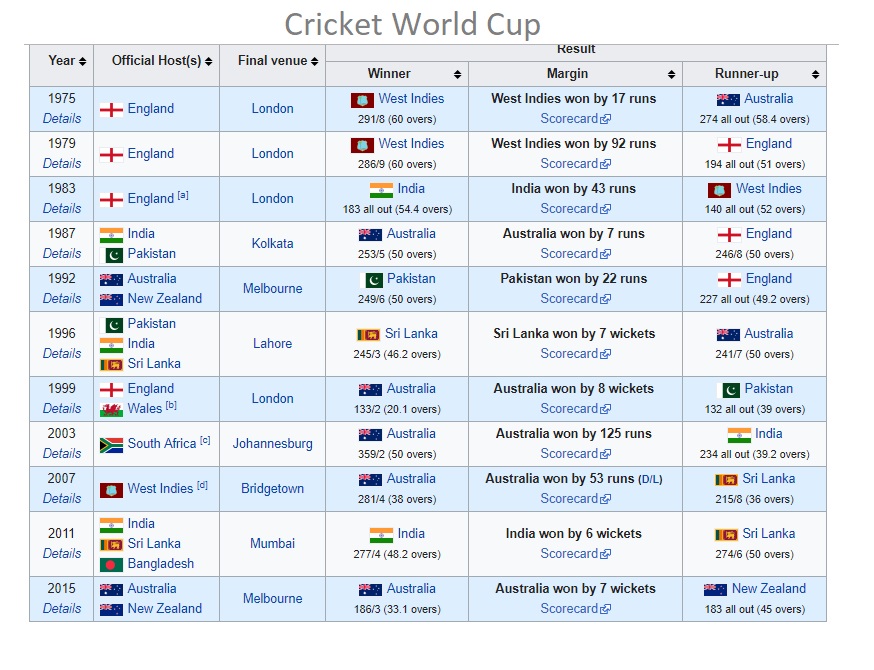 Cricket World Cup
Result
Year Official Host(s) Final venue
Winner Margin Runner-up
1975 Details England London West Indies 291/8 (60 overs) West Indies won by 17 runs Scorecard Australia 274 all out (58.4 overs)
1979 Details England London West Indies 286/9 (60 overs) West Indies won by 92 runs Scorecard England 194 all out (51 overs)
1983 Details England [a] London India 183 all out (54.4 overs) India won by 43 runs Scorecard West Indies 140 all out (52 overs)
1987 Details India Pakistan Kolkata Australia 253/5 (50 overs) Australia won by 7 runs Scorecard England 246/8 (50 overs)
1992 Details Australia New Zealand Melbourne Pakistan 249/6 (50 overs) Pakistan won by 22 runs Scorecard England 227 all out (49.2 overs)
1996 Details Pakistan India Sri Lanka Lahore Sri Lanka 245/3 (46.2 overs) Sri Lanka won by 7 wickets Scorecard Australia 241/7 (50 overs)
1999 Details England Wales [b] London Australia 133/2 (20.1 overs) Australia won by 8 wickets Scorecard Pakistan 132 all out (39 overs)
2003 Details South Africa [c] Johannesburg Australia 359/2 (50 overs) Australia won by 125 runs Scorecard India 234 all out (39.2 overs)
2007 Details West Indies [d] Bridgetown Australia 281/4 (38 overs) Australia won by 53 runs (D/L) Scorecard Sri Lanka 215/8 (36 overs)
2011 Details India Sri Lanka Bangladesh Mumbai India 277/4 (48.2 overs) India won by 6 wickets Scorecard Sri Lanka 274/6 (50 overs)
2015 Details Australia New Zealand Melbourne Australia 186/3 (33.1 overs) Australia won by 7 wickets Scorecard New Zealand 183 all out (45 overs)